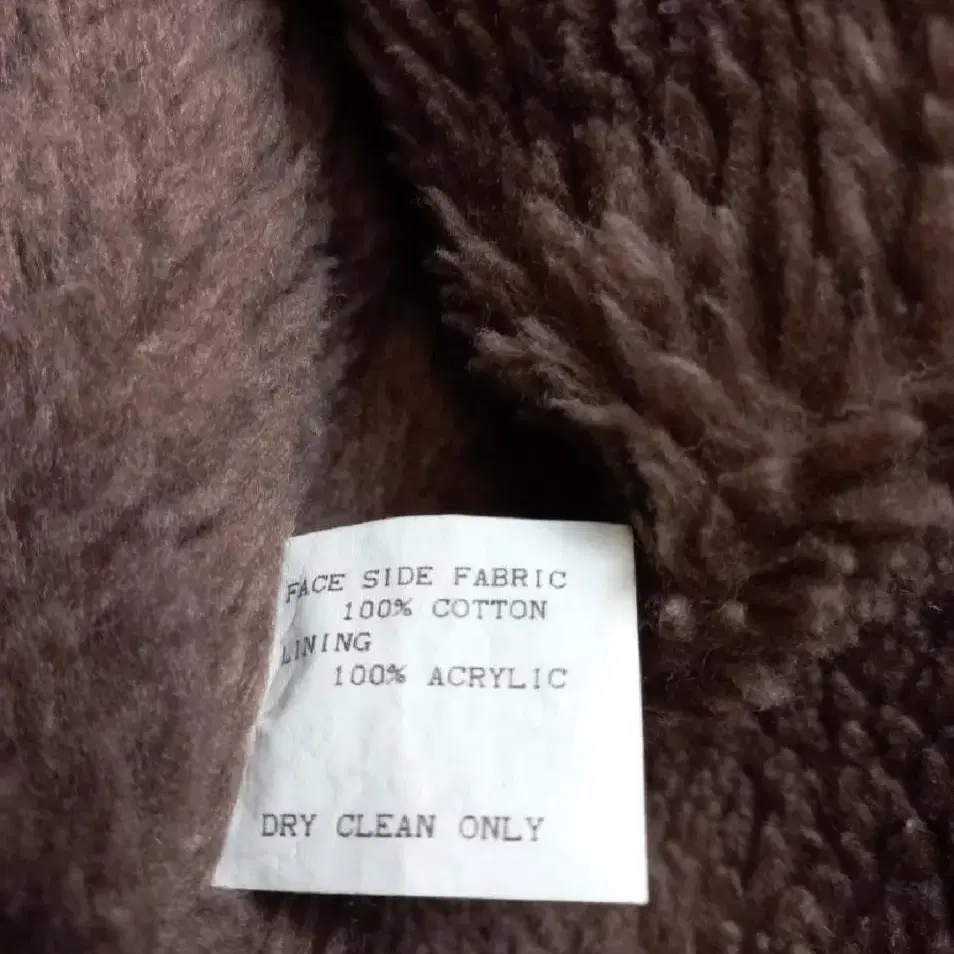 FACE SIDE FABRIC
100% COTTON
LINING
100% ACRYLIC
DRY CLEAN ONLY